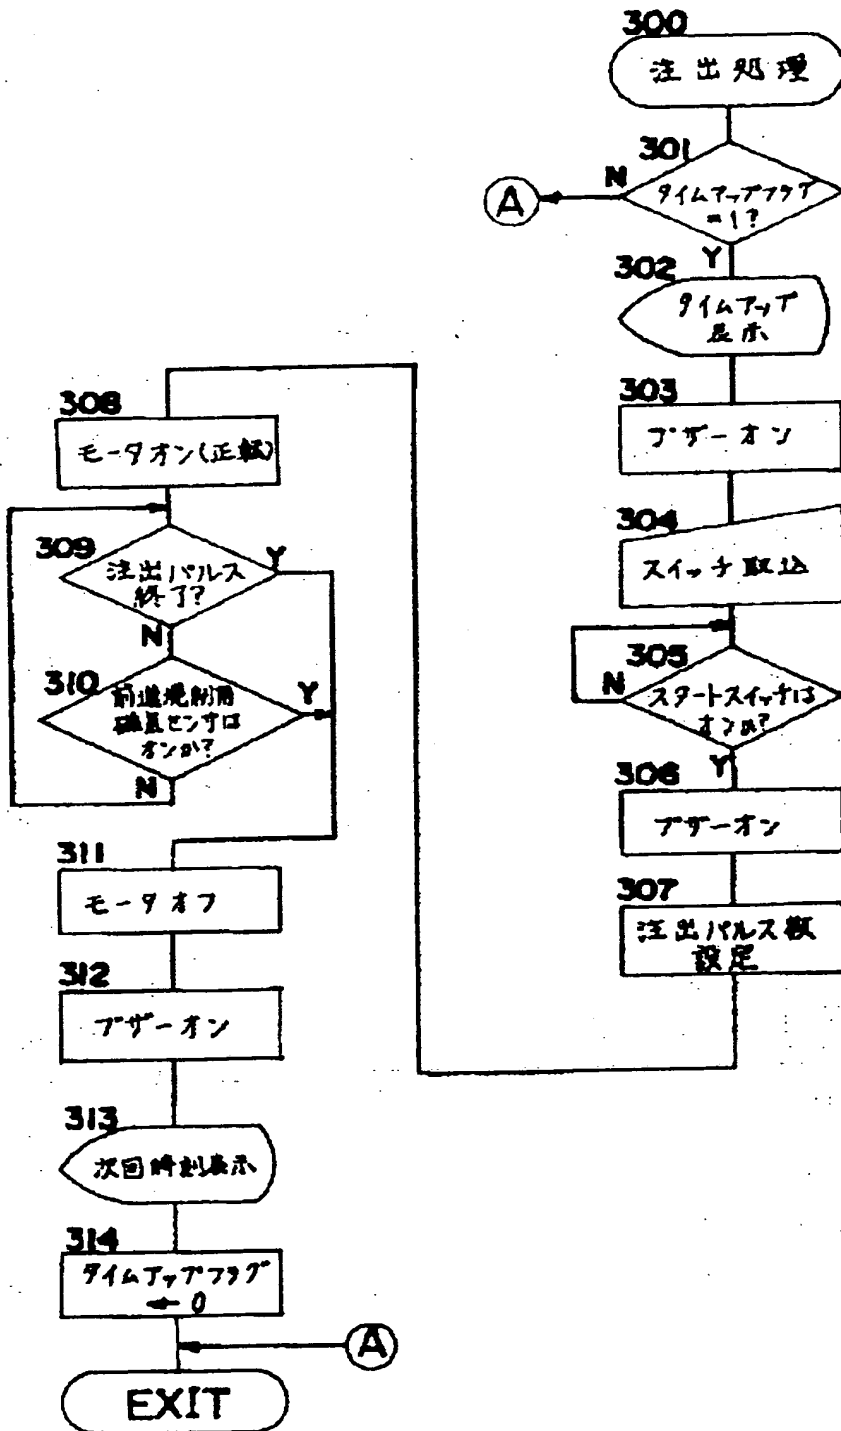 300
注出処理
301
タイムアップフラグ
=1?
N
A
Y
302
タイムアップ
表示
303
ブザーオン
304
スイッチ取込
305
スタートスイッチは
オンか?
N
Y
306
ブザーオン
307
注出パルス数
設定
308
モータオン(正転)
309
注出パルス
終了?
Y
N
310
前進規制用
磁気センサは
オンか?
Y
N
311
モータオフ
312
ブザーオン
313
次回時刻表示
314
タイムアップフラグ
← 0
A
EXIT